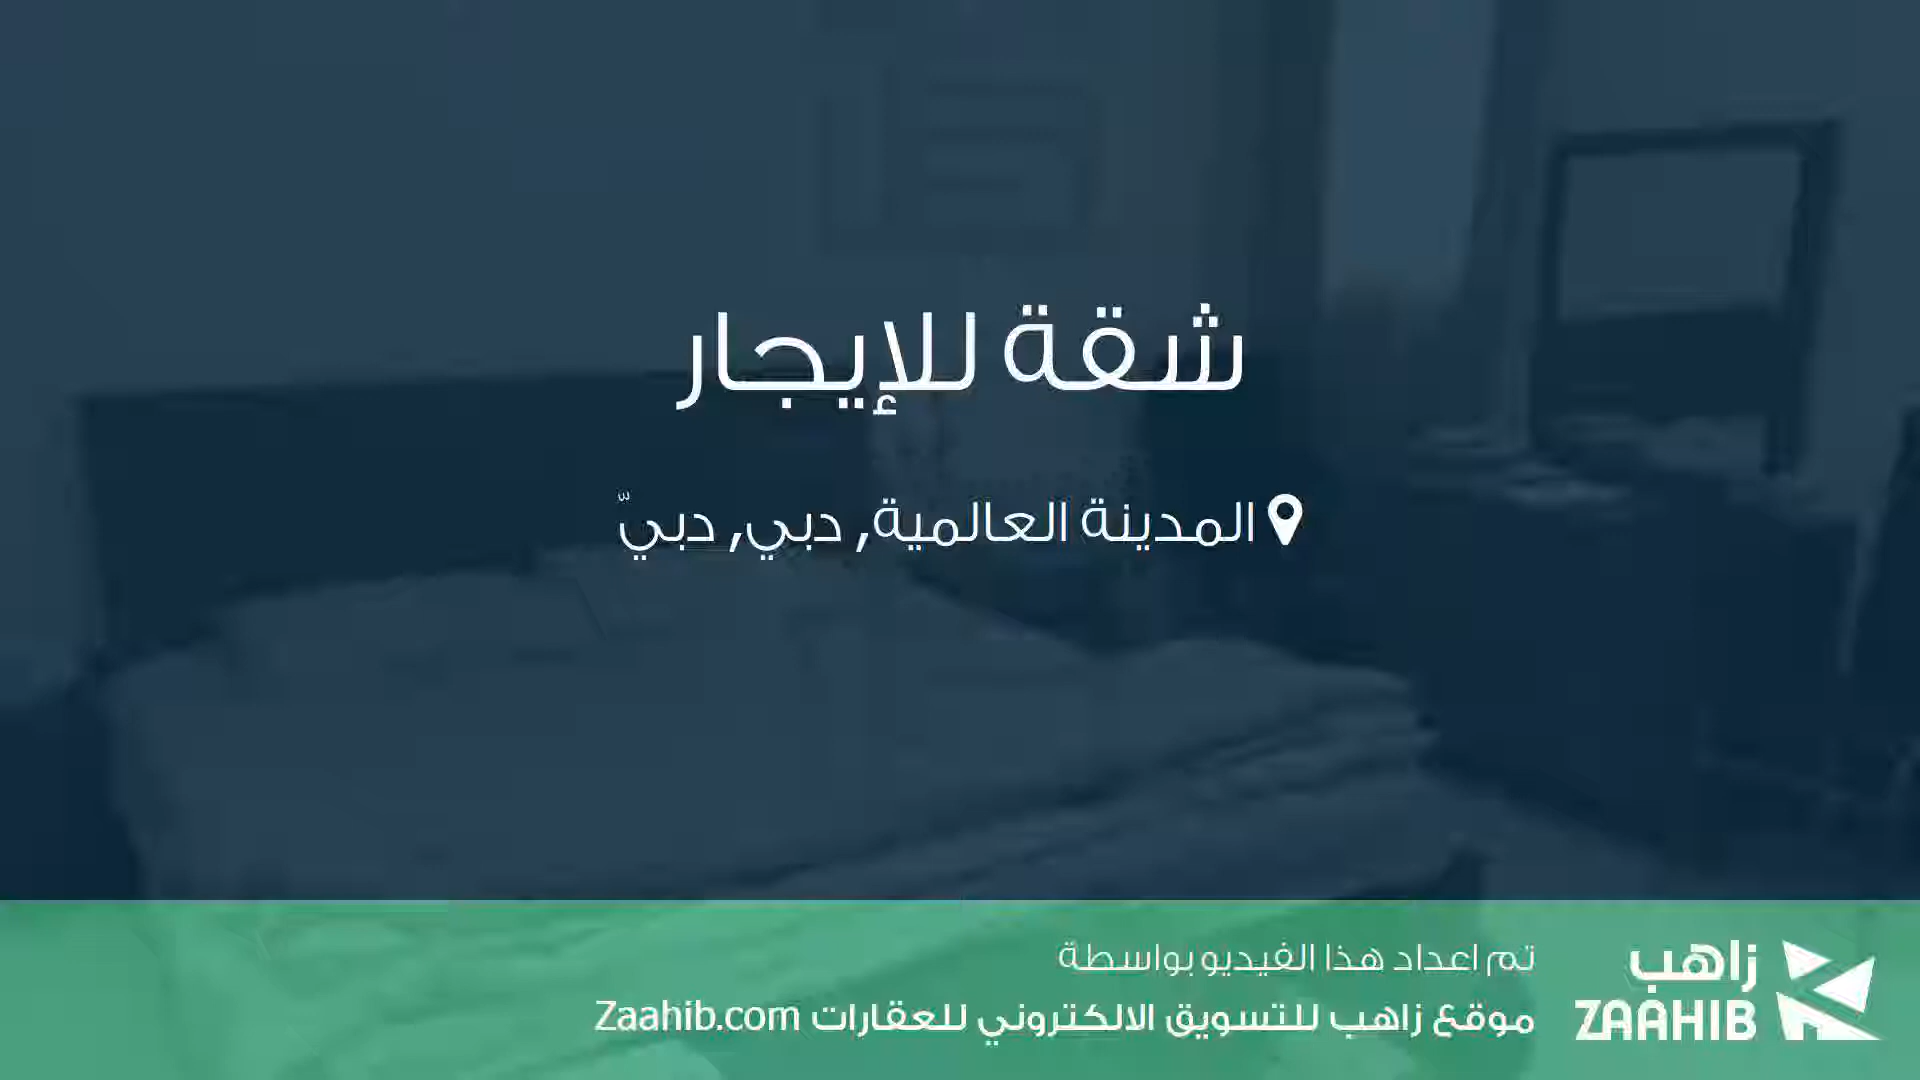 شقة للإيجار
المدينة العالمية, دبي, دبيّ
تم اعداد هذا الفيديو بواسطة
موقع زاهب للتسويق الالكتروني للعقارات Zaahib.com
زاهب
ZAAHIB